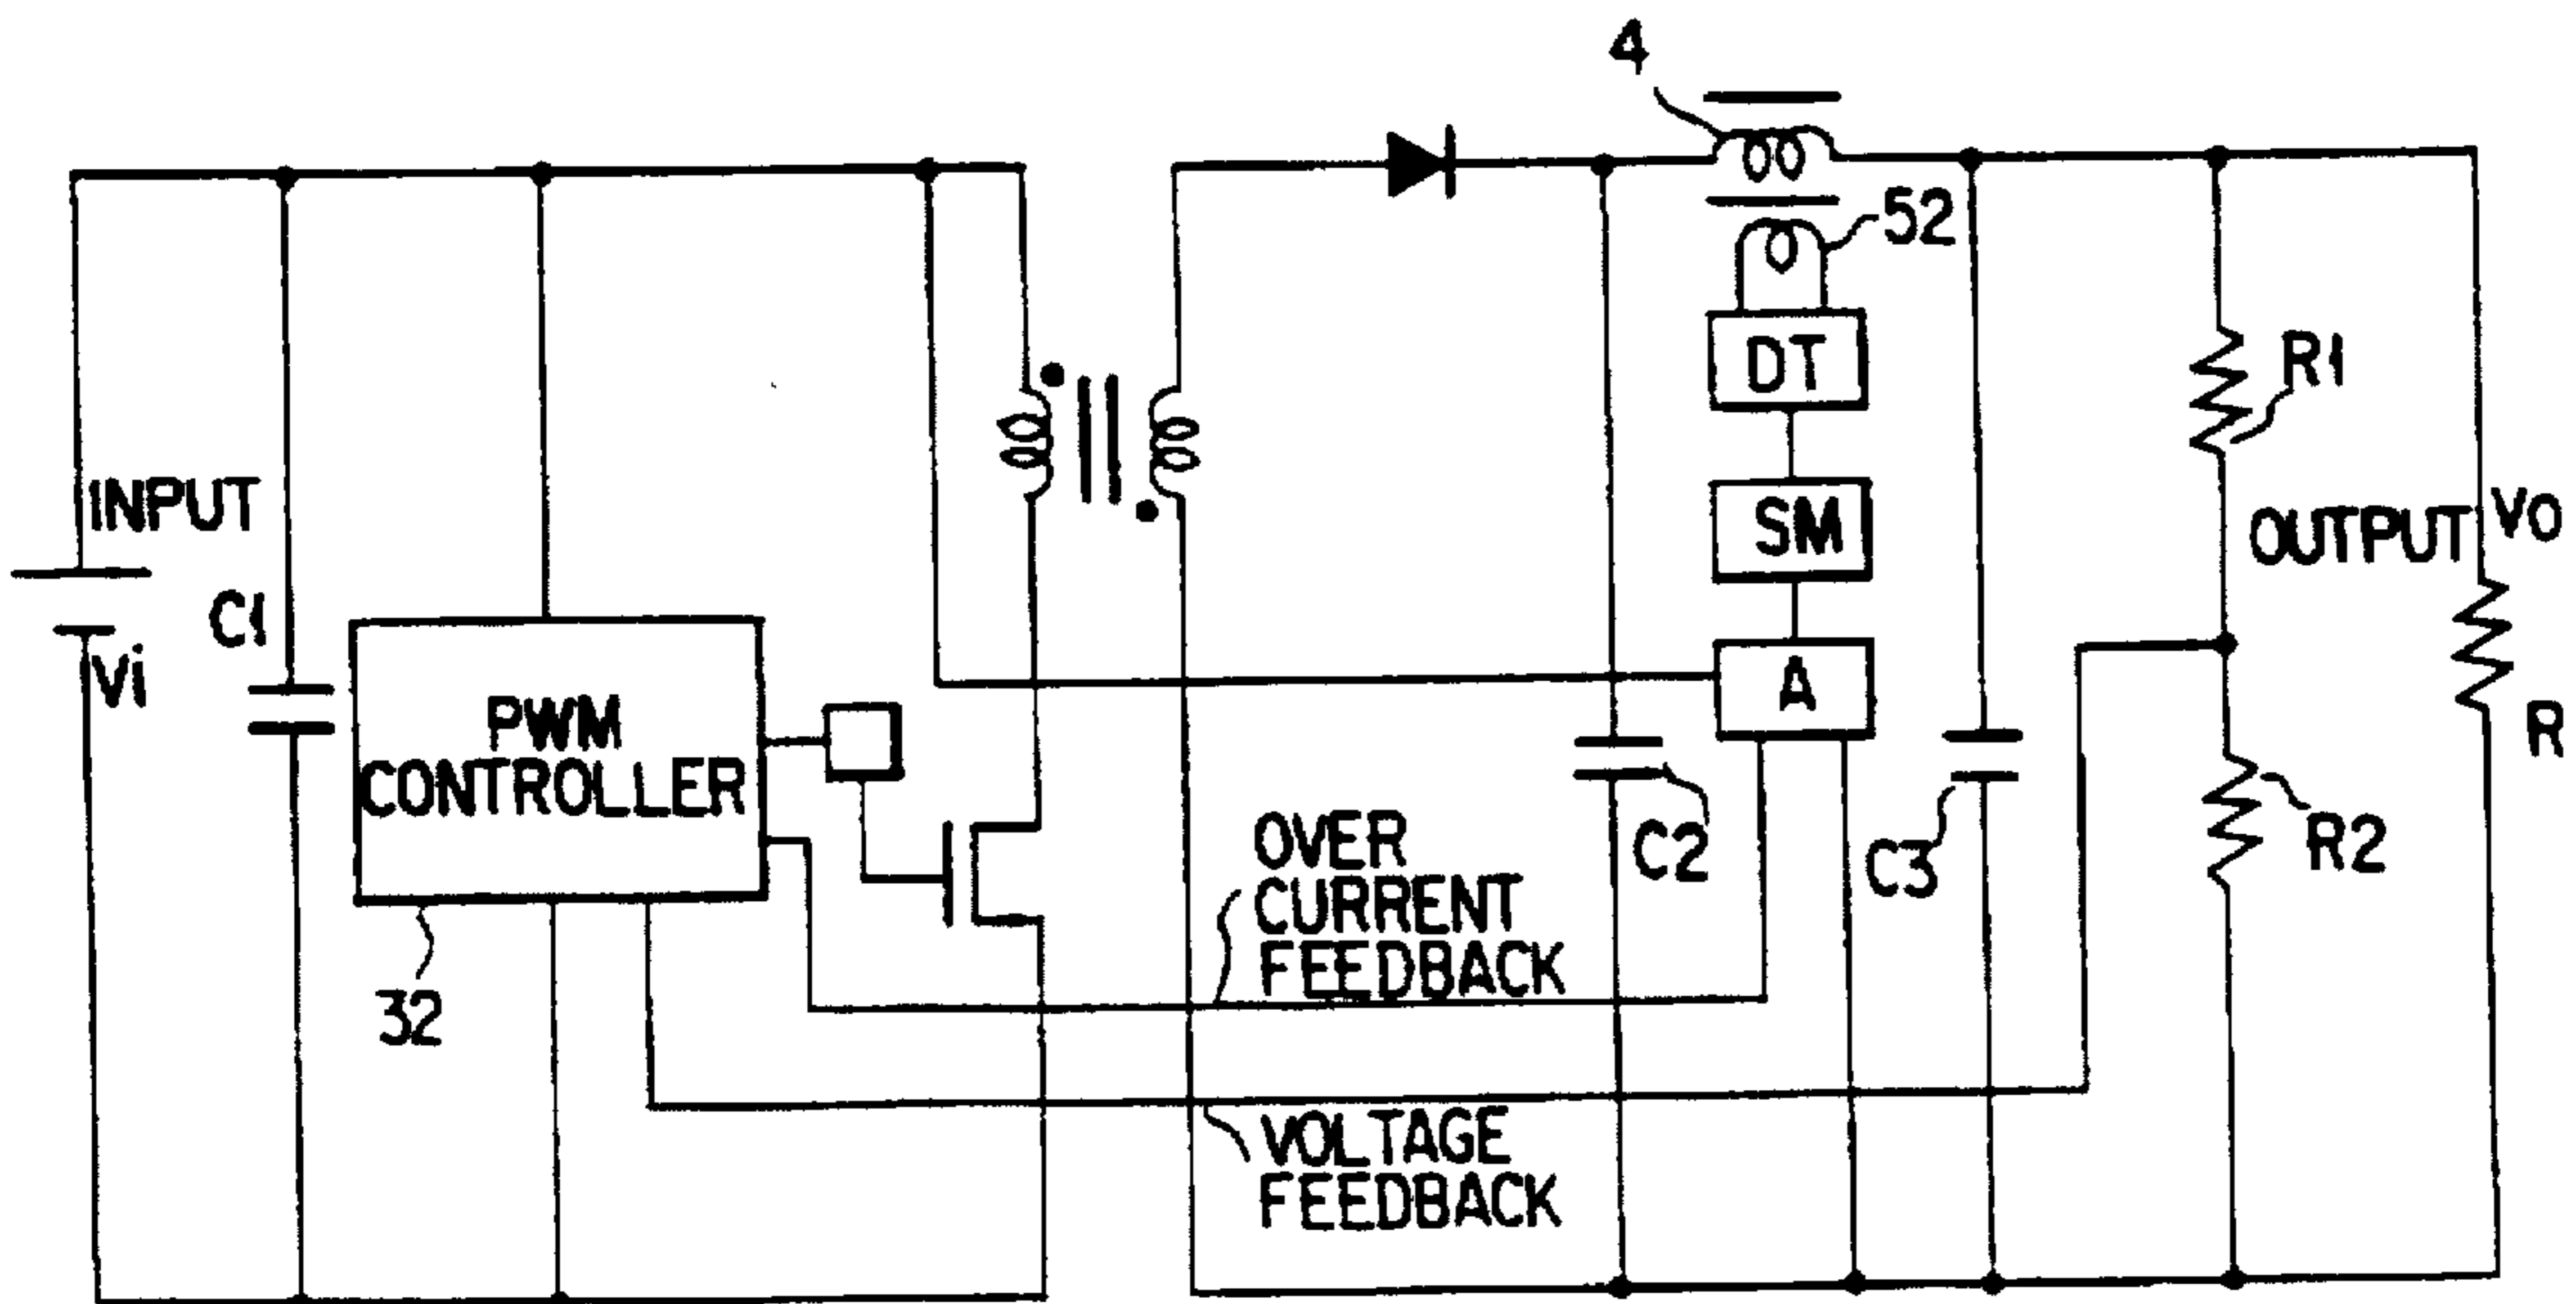 4
52
DT
R1
INPUT
SM
VO
OUTPUT
C1
Vi
A
R
PWM
CONTROLLER
OVER
CURRENT
FEEDBACK
C2
C3
R2
32
VOLTAGE
FEEDBACK